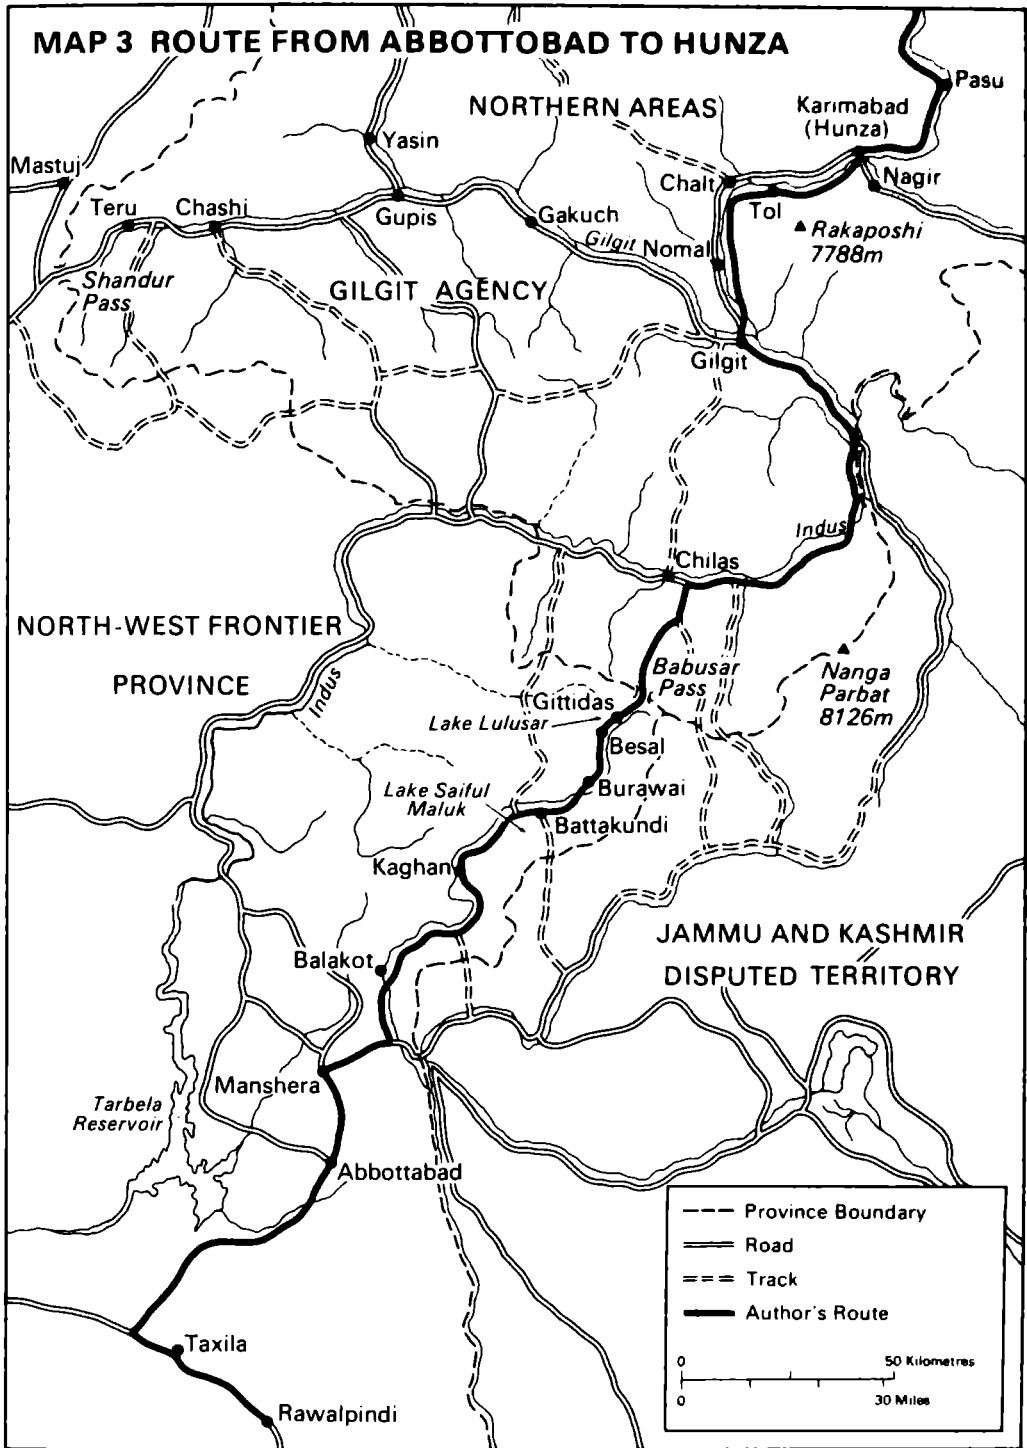 MAP 3 ROUTE FROM ABBOTTOBAD TO HUNZA
Pasu
NORTHERN AREAS
Karimabad
(Hunza)
Yasin
Mastuj
Chalt
Nagir
Teru
Chashi
Gupis
Gakuch
Tol
Gilgit
Nomal
Rakaposhi
7788m
Shandur
Pass
GILGIT AGENCY
Gilgit
Indus
Chilas
NORTH-WEST FRONTIER
PROVINCE
Indus
Babusar
Pass
Nanga
Parbat
8126m
Gittidas
Lake Lulusar
Besal
Lake Saiful
Maluk
Burawai
Battakundi
Kaghan
JAMMU AND KASHMIR
DISPUTED TERRITORY
Balakot
Manshera
Tarbela
Reservoir
Abbottabad
Province Boundary
Road
Track
Author's Route
0 50 Kilometres
0 30 Miles
Taxila
Rawalpindi